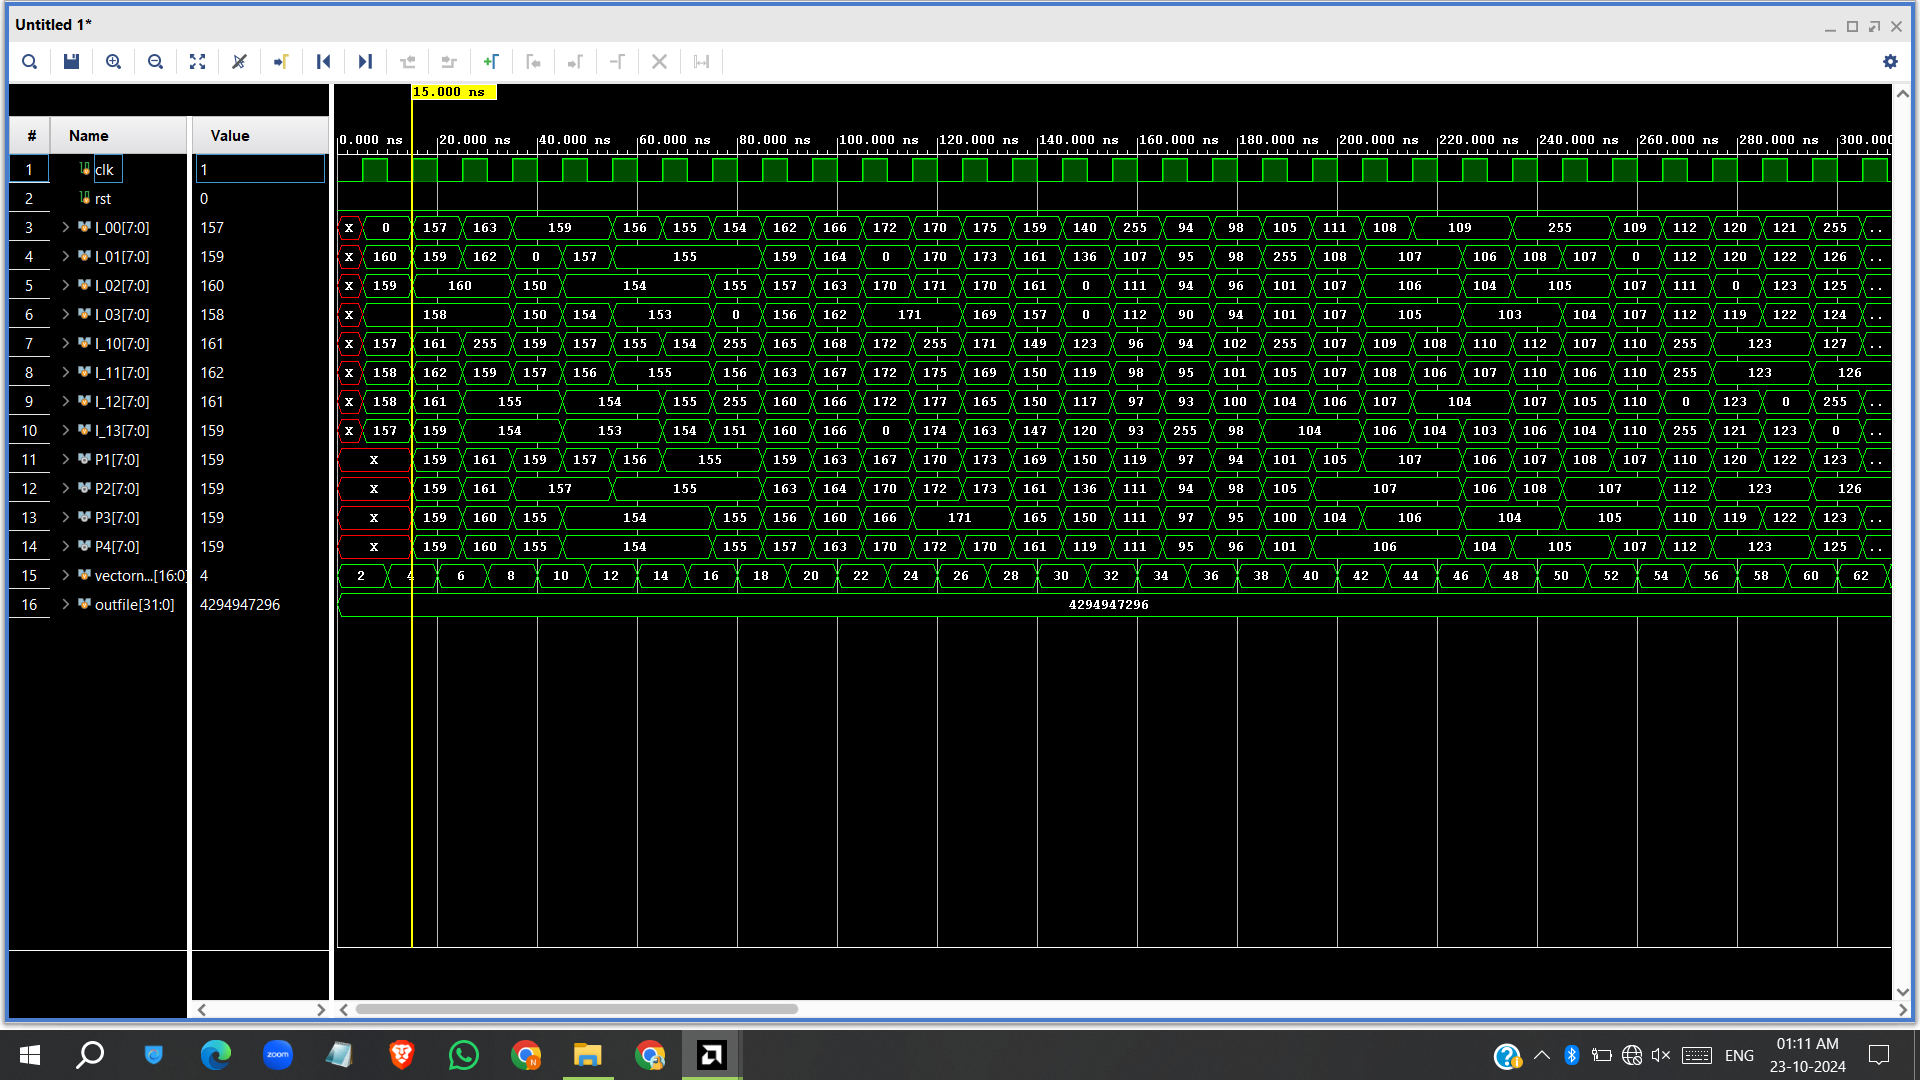 Untitled 1*
15.000 ns
# Name Value
0.000 ns 20.000 ns 40.000 ns 60.000 ns 80.000 ns 100.000 ns 120.000 ns 140.000 ns 160.000 ns 180.000 ns 200.000 ns 220.000 ns 240.000 ns 260.000 ns 280.000 ns 300.000
1 clk 1
2 rst 0
3 I_00[7:0] 157 X 0 157 163 159 156 155 154 162 166 172 170 175 159 140 255 94 98 105 111 108 109 255 109 112 120 121 255 ..
4 I_01[7:0] 159 X 160 159 162 0 157 155 159 164 0 170 173 161 136 107 95 98 255 108 107 106 108 107 0 112 120 122 126 ..
5 I_02[7:0] 160 X 159 160 150 154 155 157 163 170 171 170 161 0 111 94 96 101 107 106 104 105 107 111 0 123 125 ..
6 I_03[7:0] 158 X 158 150 154 153 0 156 162 171 169 157 0 112 90 94 101 107 105 103 104 107 112 119 122 124 ..
7 I_10[7:0] 161 X 157 161 255 159 157 155 154 255 165 168 172 255 171 149 123 96 94 102 255 107 109 108 110 112 107 110 255 123 127 ..
8 I_11[7:0] 162 X 158 162 159 157 156 155 156 163 167 172 175 169 150 119 98 95 101 105 107 108 106 107 110 106 110 255 123 126
9 I_12[7:0] 161 X 158 161 155 154 155 255 160 166 172 177 165 150 117 97 93 100 104 106 107 104 107 105 110 0 123 0 255 ..
10 I_13[7:0] 159 X 157 159 154 153 154 151 160 166 0 174 163 147 120 93 255 98 104 106 104 103 106 104 110 255 121 123 0 ..
11 P1[7:0] 159 X 159 161 159 157 156 155 159 163 167 170 173 169 150 119 97 94 101 105 107 106 107 108 107 110 120 122 123 ..
12 P2[7:0] 159 X 159 161 157 155 163 164 170 172 173 161 136 111 94 98 105 107 106 108 107 112 123 126
13 P3[7:0] 159 X 159 160 155 154 155 156 160 166 171 165 150 111 97 95 100 104 106 104 105 110 119 122 123 ..
14 P4[7:0] 159 X 159 160 155 154 155 157 163 170 172 170 161 119 111 95 96 101 106 104 105 107 112 123 125 ..
15 vectorn...[16:0] 4 2 4 6 8 10 12 14 16 18 20 22 24 26 28 30 32 34 36 38 40 42 44 46 48 50 52 54 56 58 60 62
16 outfile[31:0] 4294947296 4294947296
zoom
N
ENG
01:11 AM
23-10-2024